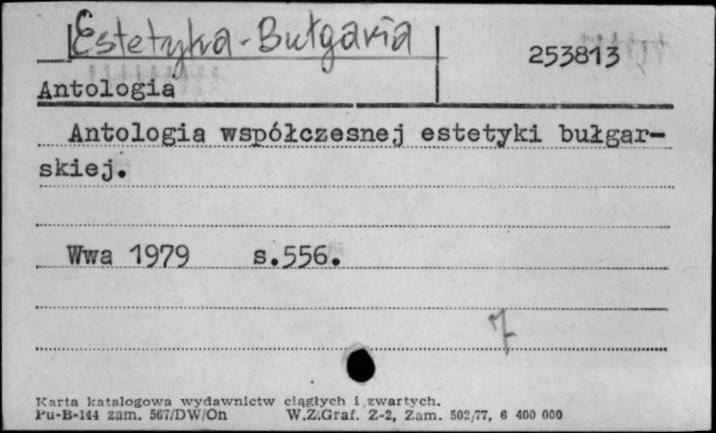 Estetyka - Bułgaria
253813
Antologia
Antologia współczesnej estetyki bułgar-
skiej.
Wwa 1979 s.556.
7
Karta katalogowa wydawnictw ciągłych i zwartych.
Pu-B-144 zam. 567/DW/On W.Z.Graf. Z-2, Zam. 502/77, 6 400 000